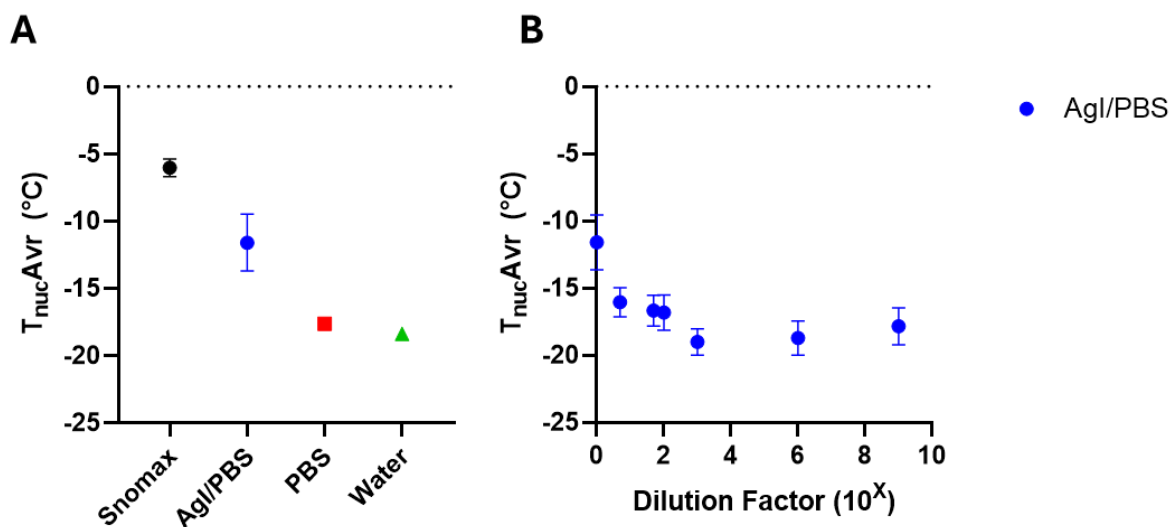 A
B
0
-5
-10
-15
-20
-25
TnucAvr (°C)
Snomax
AgI/PBS
PBS
Water
0
-5
-10
-15
-20
-25
TnucAvr (°C)
0
2
4
6
8
10
Dilution Factor (10^X)
AgI/PBS